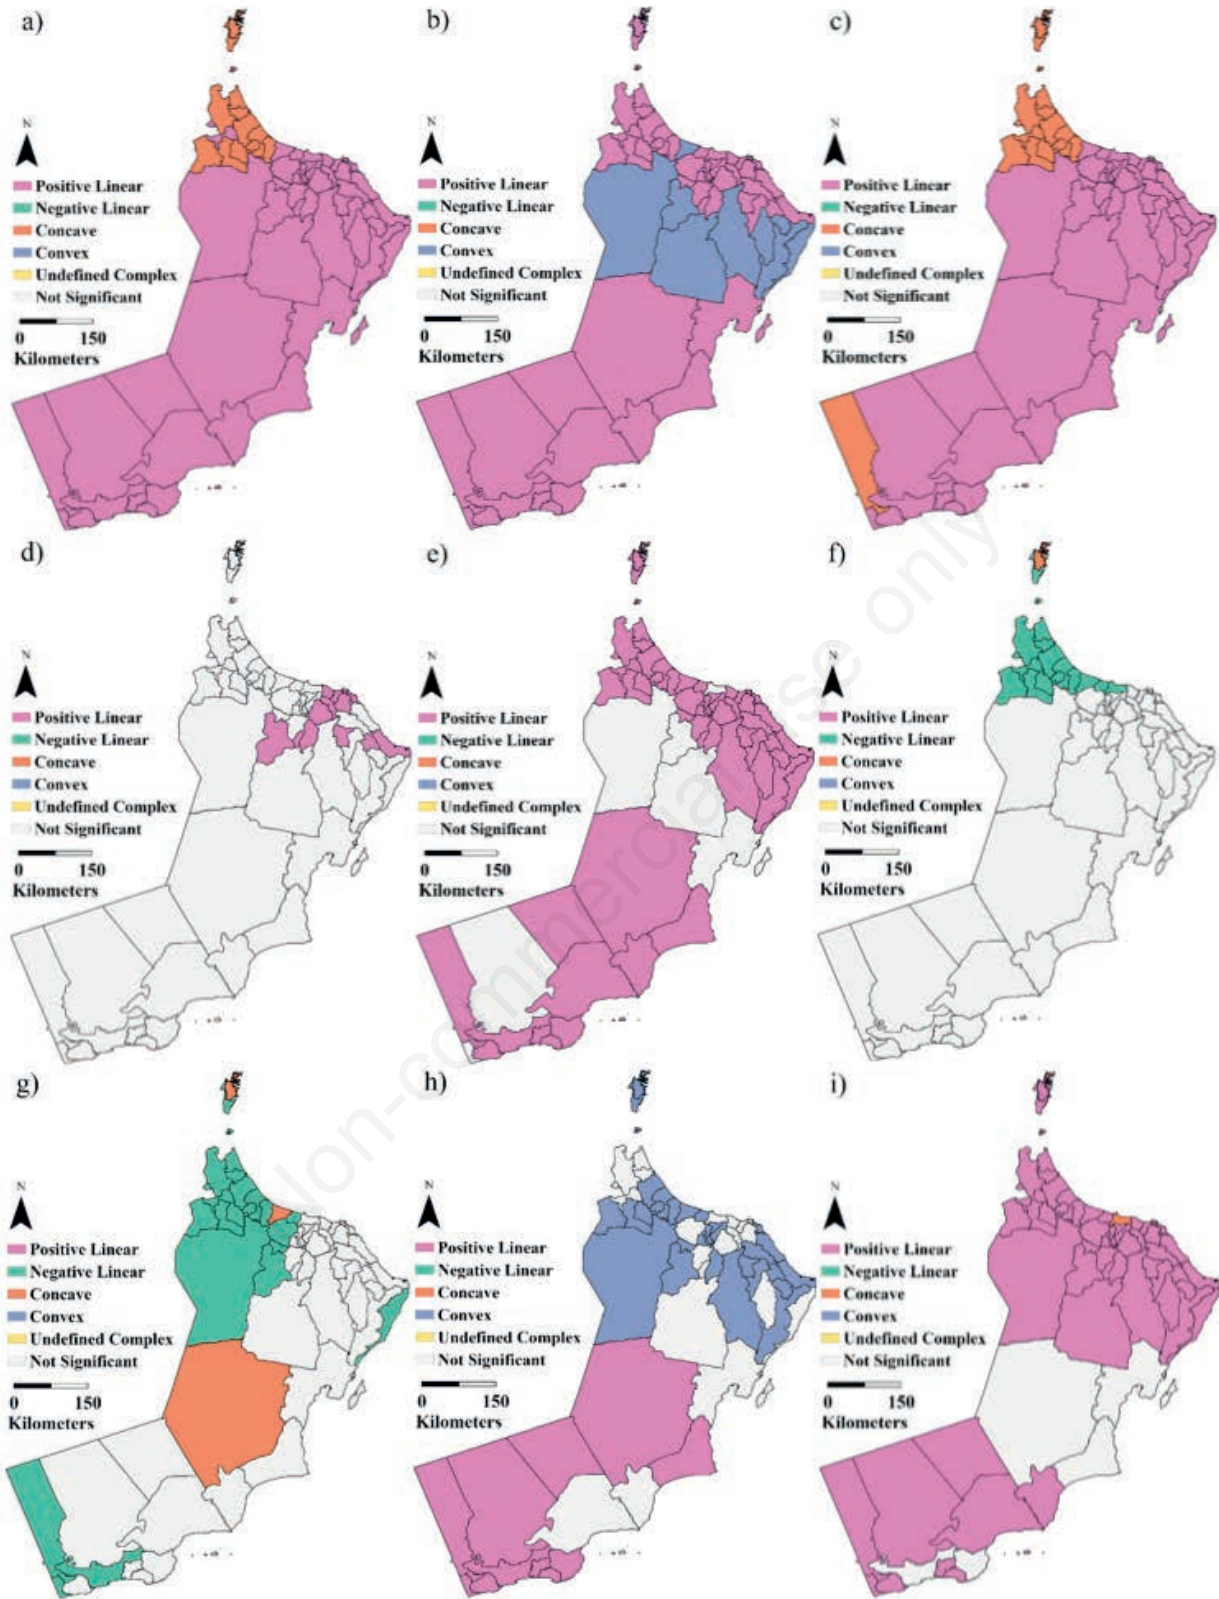 a)
N
Positive Linear
Negative Linear
Concave
Convex
Undefined Complex
Not Significant
0 150
Kilometers
b)
N
Positive Linear
Negative Linear
Concave
Convex
Undefined Complex
Not Significant
0 150
Kilometers
c)
N
Positive Linear
Negative Linear
Concave
Convex
Undefined Complex
Not Significant
0 150
Kilometers
d)
N
Positive Linear
Negative Linear
Concave
Convex
Undefined Complex
Not Significant
0 150
Kilometers
e)
N
Positive Linear
Negative Linear
Concave
Convex
Undefined Complex
Not Significant
0 150
Kilometers
f)
N
Positive Linear
Negative Linear
Concave
Convex
Undefined Complex
Not Significant
0 150
Kilometers
g)
N
Positive Linear
Negative Linear
Concave
Convex
Undefined Complex
Not Significant
0 150
Kilometers
h)
N
Positive Linear
Negative Linear
Concave
Convex
Undefined Complex
Not Significant
0 150
Kilometers
i)
N
Positive Linear
Negative Linear
Concave
Convex
Undefined Complex
Not Significant
0 150
Kilometers
Non-commercial use only